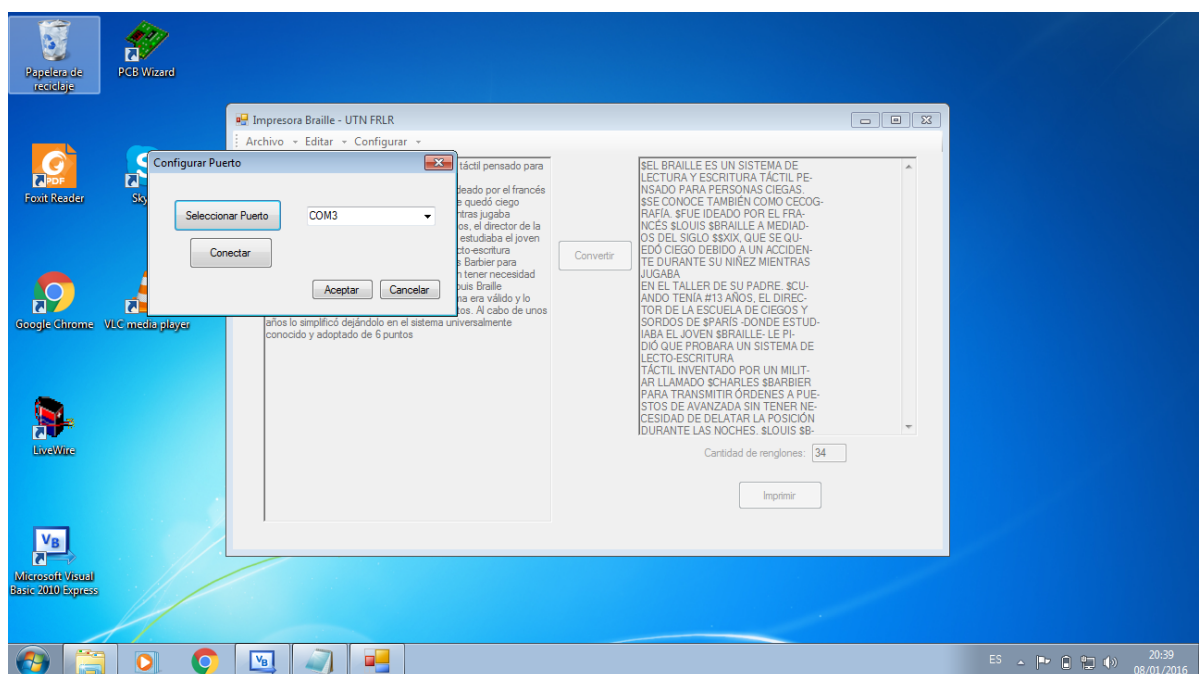 Papelera de
reciclaje
PCB Wizard
Foxit Reader
Sky
Google Chrome
VLC media player
LiveWire
Microsoft Visual
Basic 2010 Express
Impresora Braille - UTN FRLR
Archivo
Editar
Configurar
Configurar Puerto
Seleccionar Puerto
COM3
Conectar
Aceptar
Cancelar
táctil pensado para
deado por el francés
e quedó ciego
ntras jugaba
os, el director de la
estudiaba el joven
cto-escritura
s Barbier para
n tener necesidad
ouis Braille
na era válido y lo
tos. Al cabo de unos
años lo simplificó dejándolo en el sistema universalmente
conocido y adoptado de 6 puntos
Convertir
$EL BRAILLE ES UN SISTEMA DE
LECTURA Y ESCRITURA TÁCTIL PE-
NSADO PARA PERSONAS CIEGAS.
$SE CONOCE TAMBIÉN COMO CECOG-
RAFÍA. $FUE IDEADO POR EL FRA-
NCÉS $LOUIS $BRAILLE A MEDIAD-
OS DEL SIGLO $$XIX, QUE SE QU-
EDÓ CIEGO DEBIDO A UN ACCIDEN-
TE DURANTE SU NIÑEZ MIENTRAS
JUGABA
EN EL TALLER DE SU PADRE. $CU-
ANDO TENÍA #13 AÑOS, EL DIREC-
TOR DE LA ESCUELA DE CIEGOS Y
SORDOS DE $PARÍS -DONDE ESTUD-
IABA EL JOVEN $BRAILLE- LE PI-
DIÓ QUE PROBARA UN SISTEMA DE
LECTO-ESCRITURA
TÁCTIL INVENTADO POR UN MILIT-
AR LLAMADO $CHARLES $BARBIER
PARA TRANSMITIR ÓRDENES A PUE-
STOS DE AVANZADA SIN TENER NE-
CESIDAD DE DELATAR LA POSICIÓN
DURANTE LAS NOCHES. $LOUIS $B-
Cantidad de renglones: 34
Imprimir
ES
20:39
08/01/2016